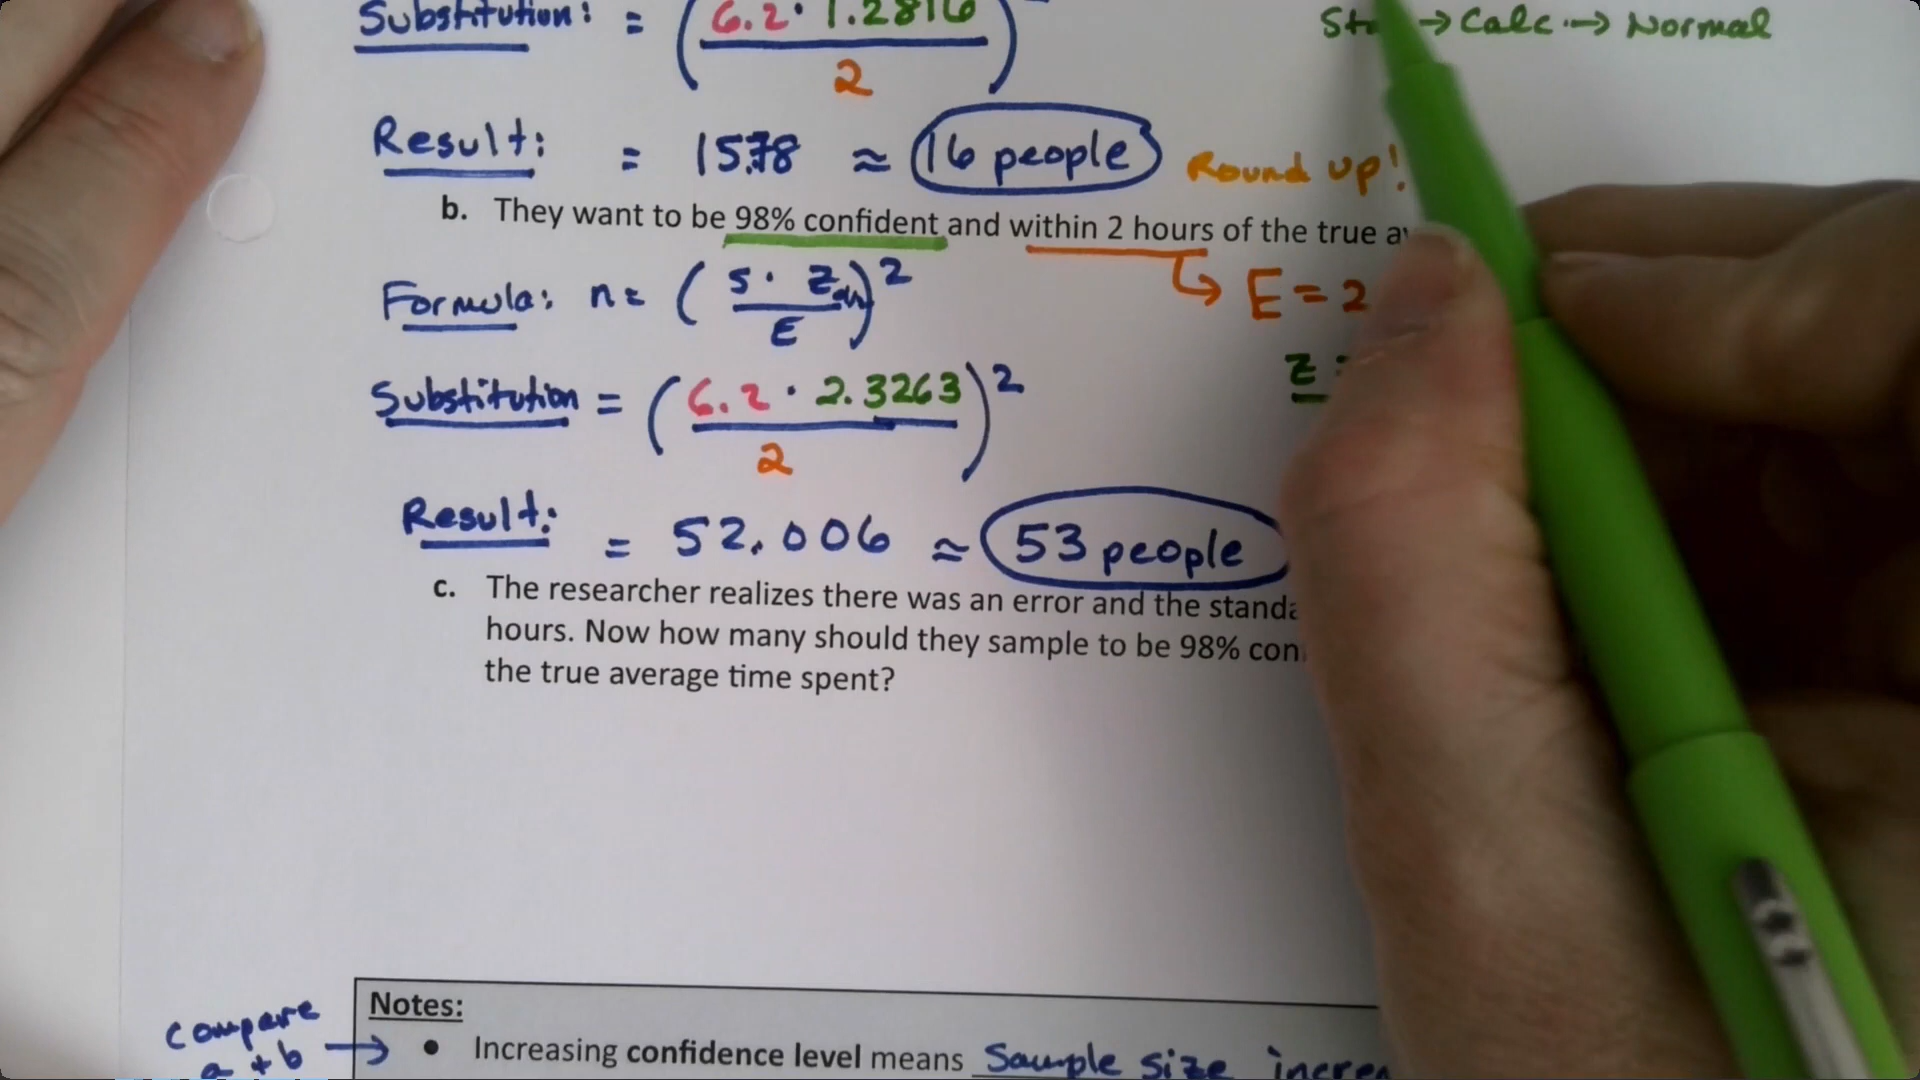 Substitution: = (6.2 · 1.2816 / 2)
→ Calc → Normal
Result: = 15.78 ≈ 16 people Round up!
b. They want to be 98% confident and within 2 hours of the true
Formula: n = (s · Zα/2 / E)²
E = 2
Substitution = (6.2 · 2.3263 / 2)²
z =
Result: = 52.006 ≈ 53 people
c. The researcher realizes there was an error and the
hours. Now how many should they sample to be 98%
the true average time spent?
Notes:
Compare
a + b → • Increasing confidence level means Sample size